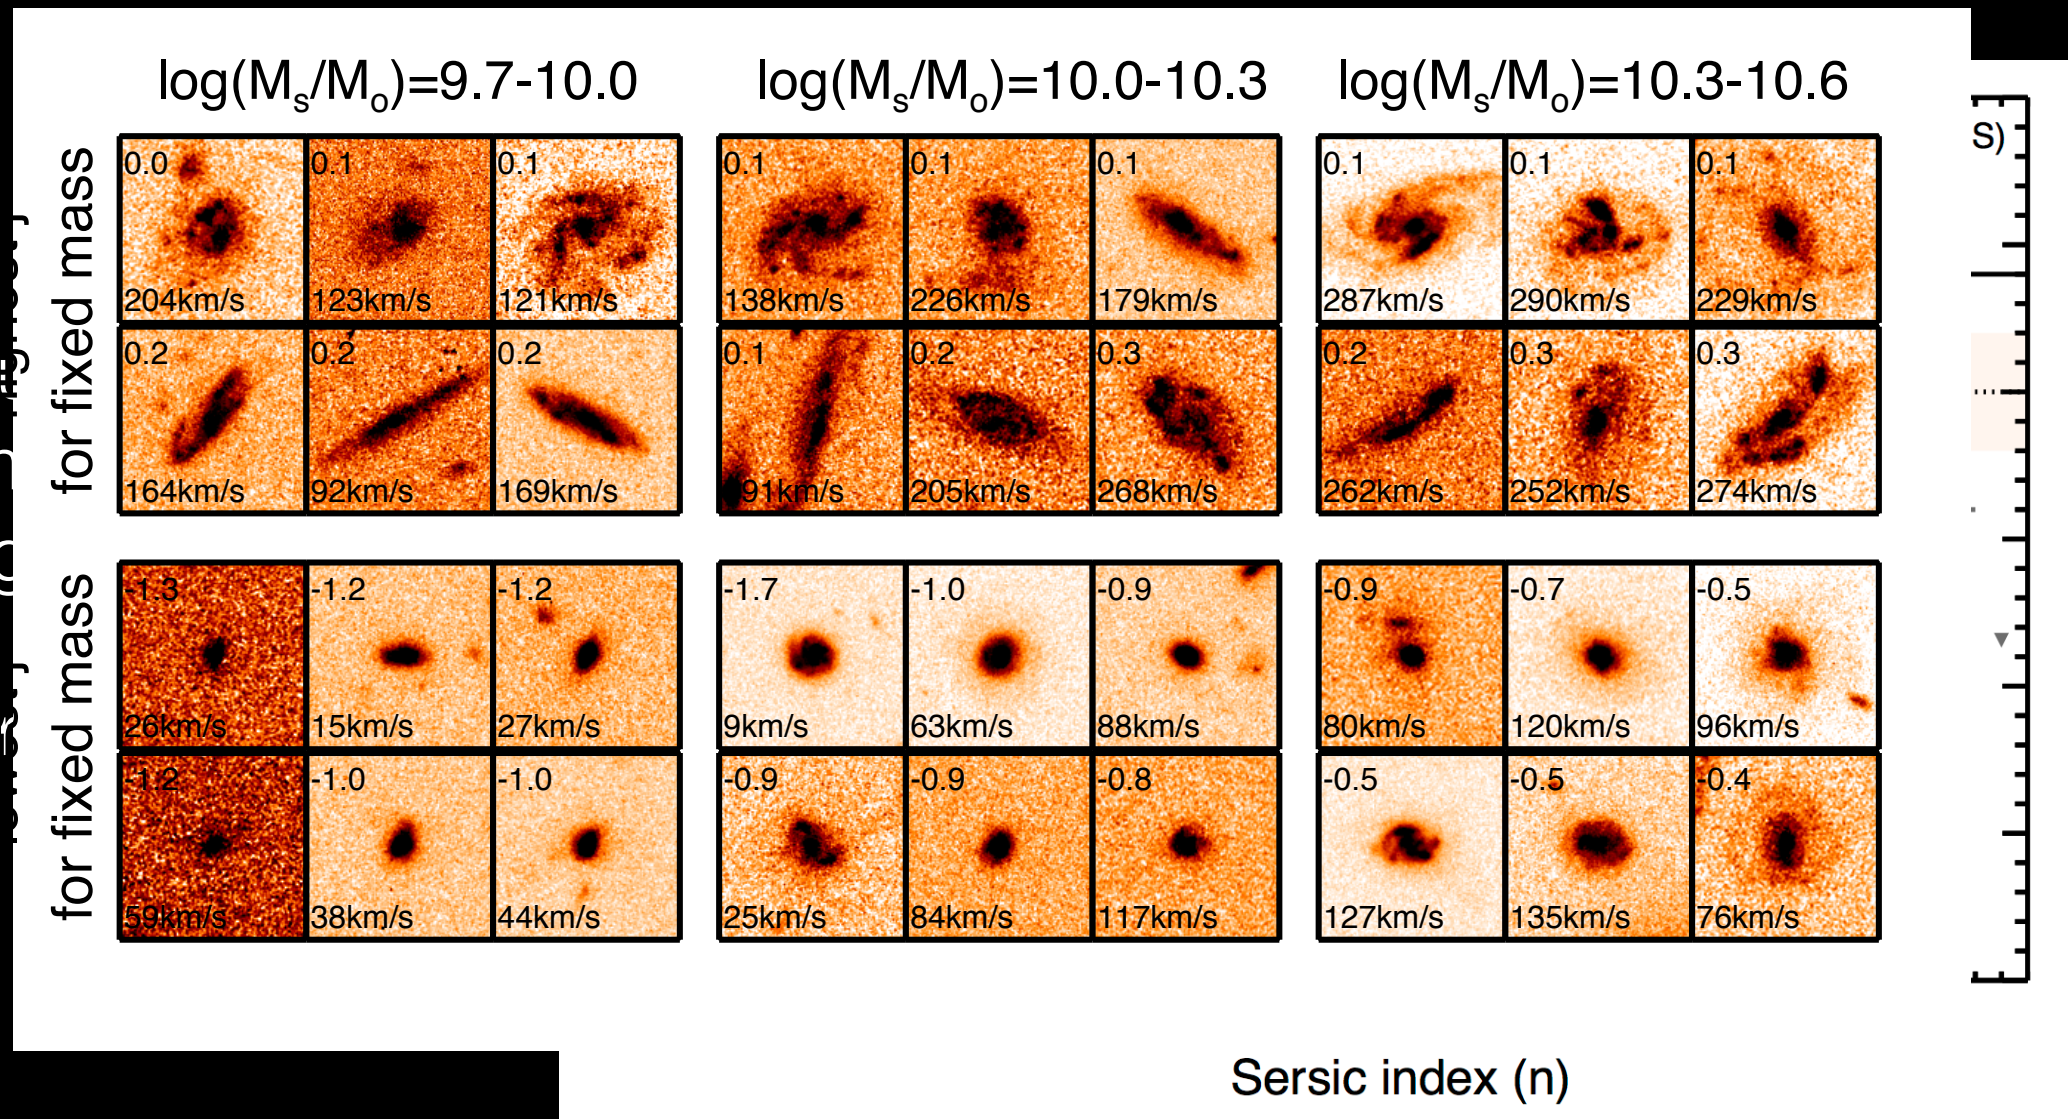 log(Ms/Mo)=9.7-10.0 log(Ms/Mo)=10.0-10.3 log(Ms/Mo)=10.3-10.6
for fixed mass
0.0 0.1 0.1 0.1 0.1 0.1 0.1 0.1 0.1
204km/s 123km/s 121km/s 138km/s 226km/s 179km/s 287km/s 290km/s 229km/s
0.2 0.2 0.2 0.1 0.2 0.3 0.2 0.3 0.3
164km/s 92km/s 169km/s 91km/s 205km/s 268km/s 262km/s 252km/s 274km/s
for fixed mass
-1.3 -1.2 -1.2 -1.7 -1.0 -0.9 -0.9 -0.7 -0.5
26km/s 15km/s 27km/s 9km/s 63km/s 88km/s 80km/s 120km/s 96km/s
-1.2 -1.0 -1.0 -0.9 -0.9 -0.8 -0.5 -0.5 -0.4
59km/s 38km/s 44km/s 25km/s 84km/s 117km/s 127km/s 135km/s 76km/s
S)
Sersic index (n)